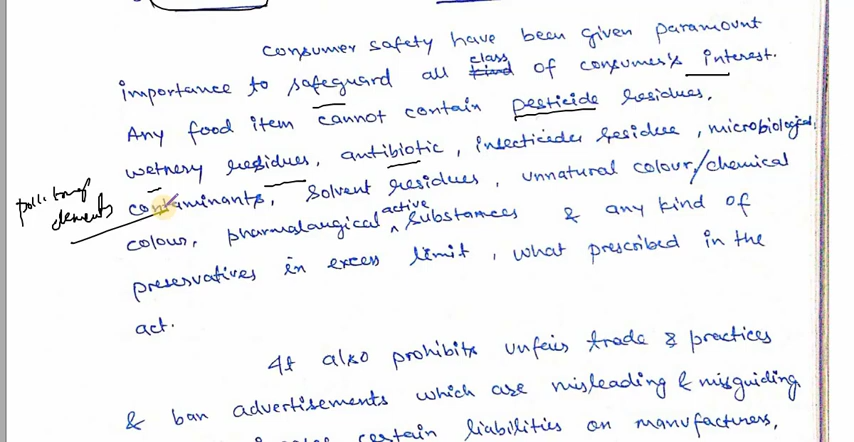 Consumer safety have been given paramount
importance to safeguard all class kind of consumer's interest.
Any food item cannot contain pesticide residues,
wetnery residues, antibiotic, insecticides residue, microbiological
contaminants, solvent residues, unnatural colour/chemical
colour, pharmalaugical active substances & any kind of
preservatives in excess limit, what prescribed in the
act.
It also prohibits unfair trade & practices
& ban advertisements which are misleading & misguiding
certain liabilities on manufacturers,
elements